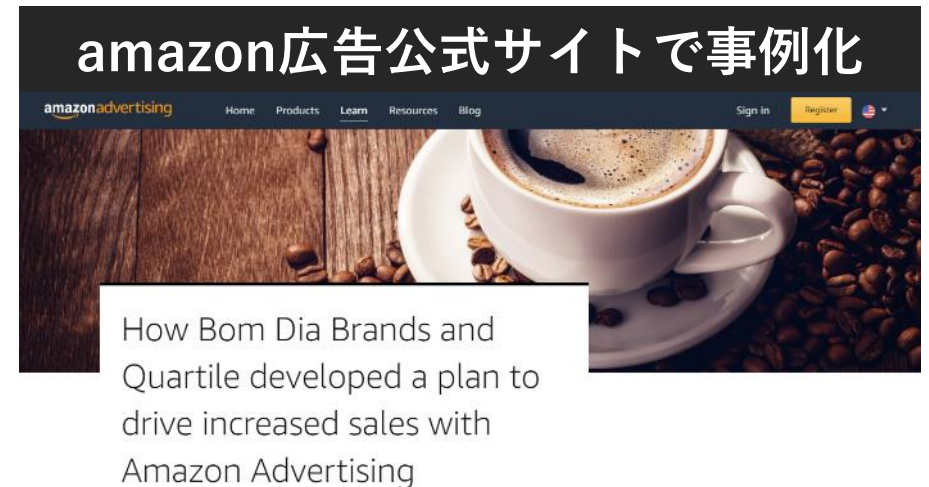 amazon広告公式サイトで事例化
amazonadvertising Home Products Learn Resources Blog Sign in Register
How Bom Dia Brands and
Quartile developed a plan to
drive increased sales with
Amazon Advertising